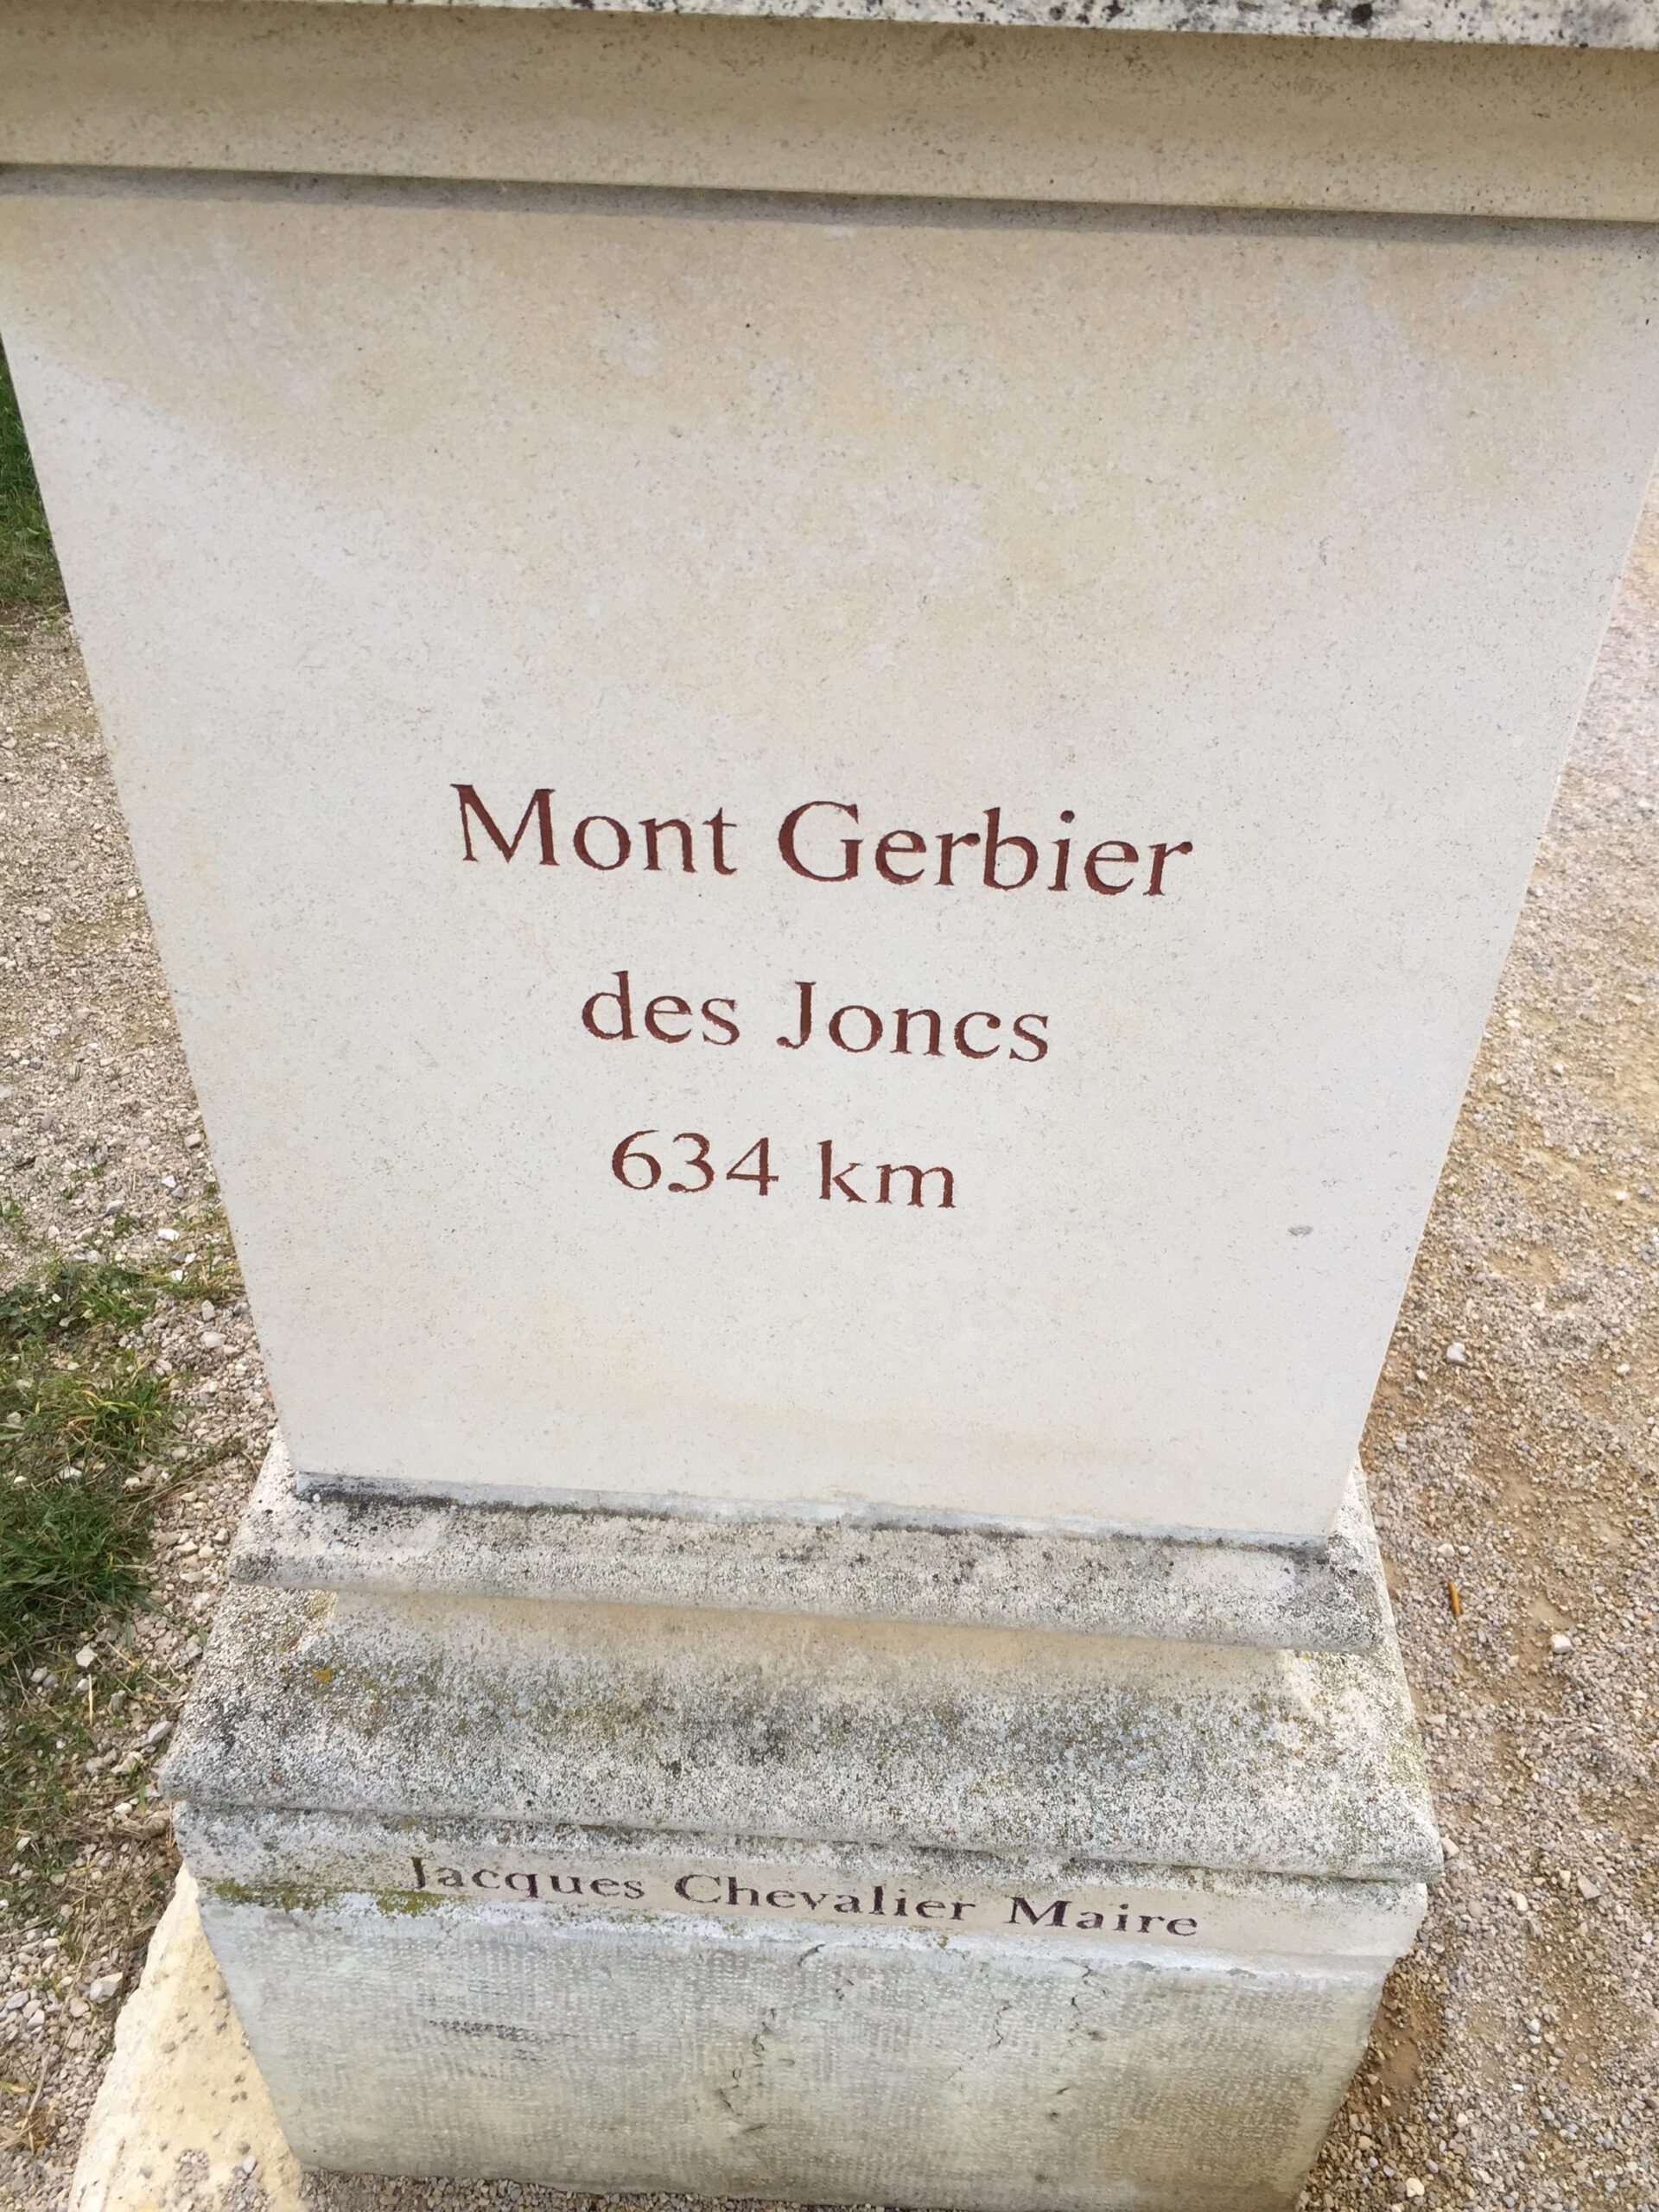 Mont Gerbier
des Joncs
634 km
Jacques Chevalier Maire